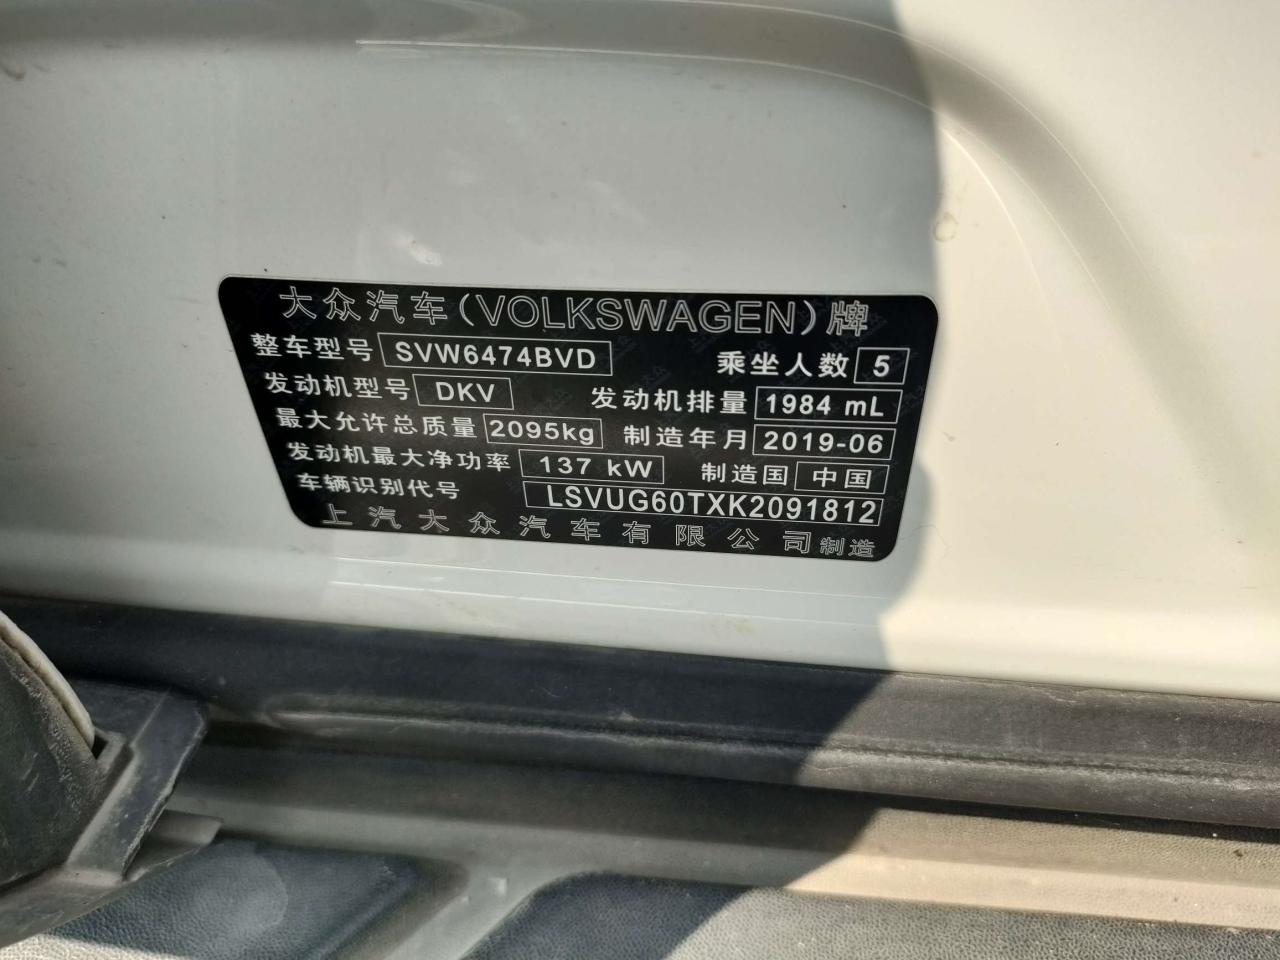 大众汽车(VOLKSWAGEN)牌
整车型号 SVW6474BVD 乘坐人数 5
发动机型号 DKV 发动机排量 1984 mL
最大允许总质量 2095kg 制造年月 2019-06
发动机最大净功率 137 kW 制造国 中国
车辆识别代号 LSVUG60TXK2091812
上汽大众汽车有限公司制造